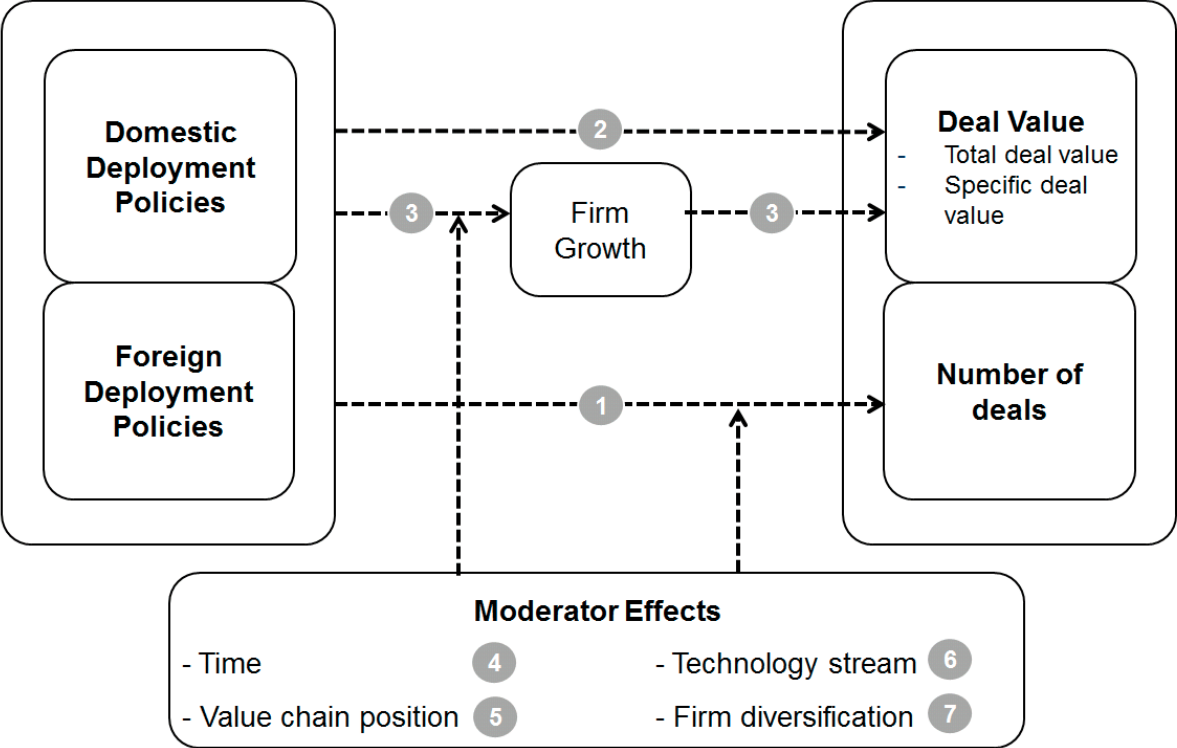 Domestic
Deployment
Policies
Foreign
Deployment
Policies
2
3
Firm
Growth
3
1
Deal Value
- Total deal value
- Specific deal
value
Number of
deals
Moderator Effects
- Time 4
- Value chain position 5
- Technology stream 6
- Firm diversification 7